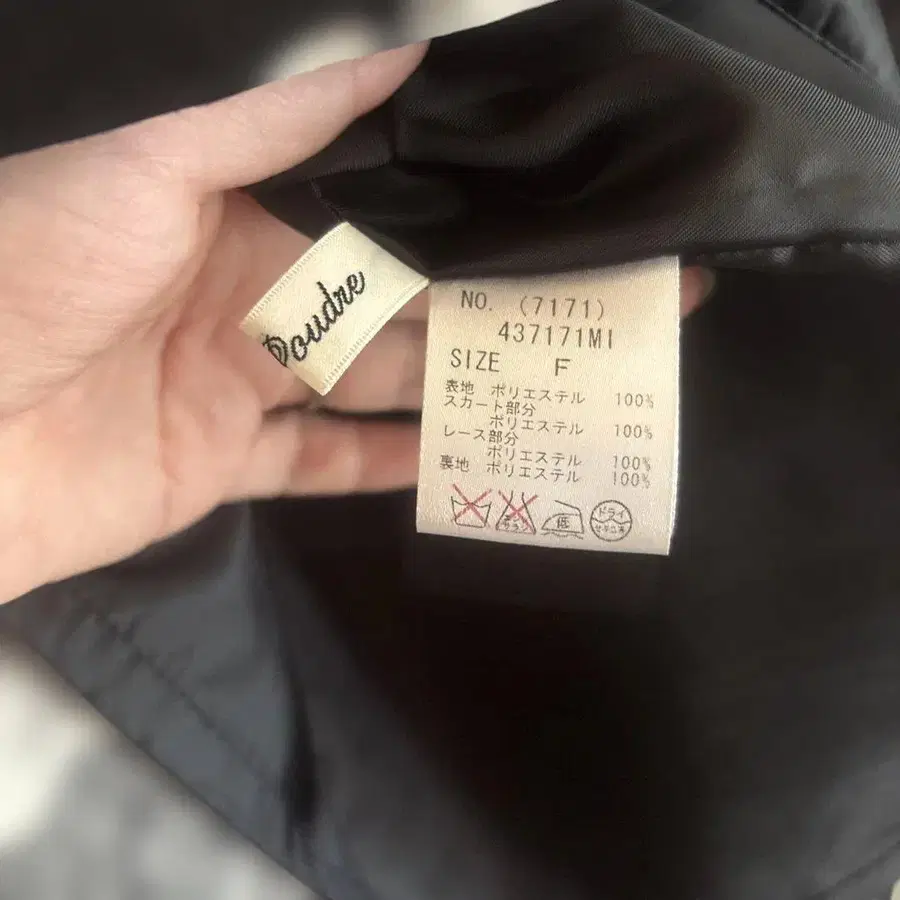 Poudre
NO. (7171)
437171MI
SIZE F
表地 ポリエステル 100%
スカート部分
ポリエステル 100%
レース部分
ポリエステル 100%
裏地 ポリエステル 100%
低
ドライ